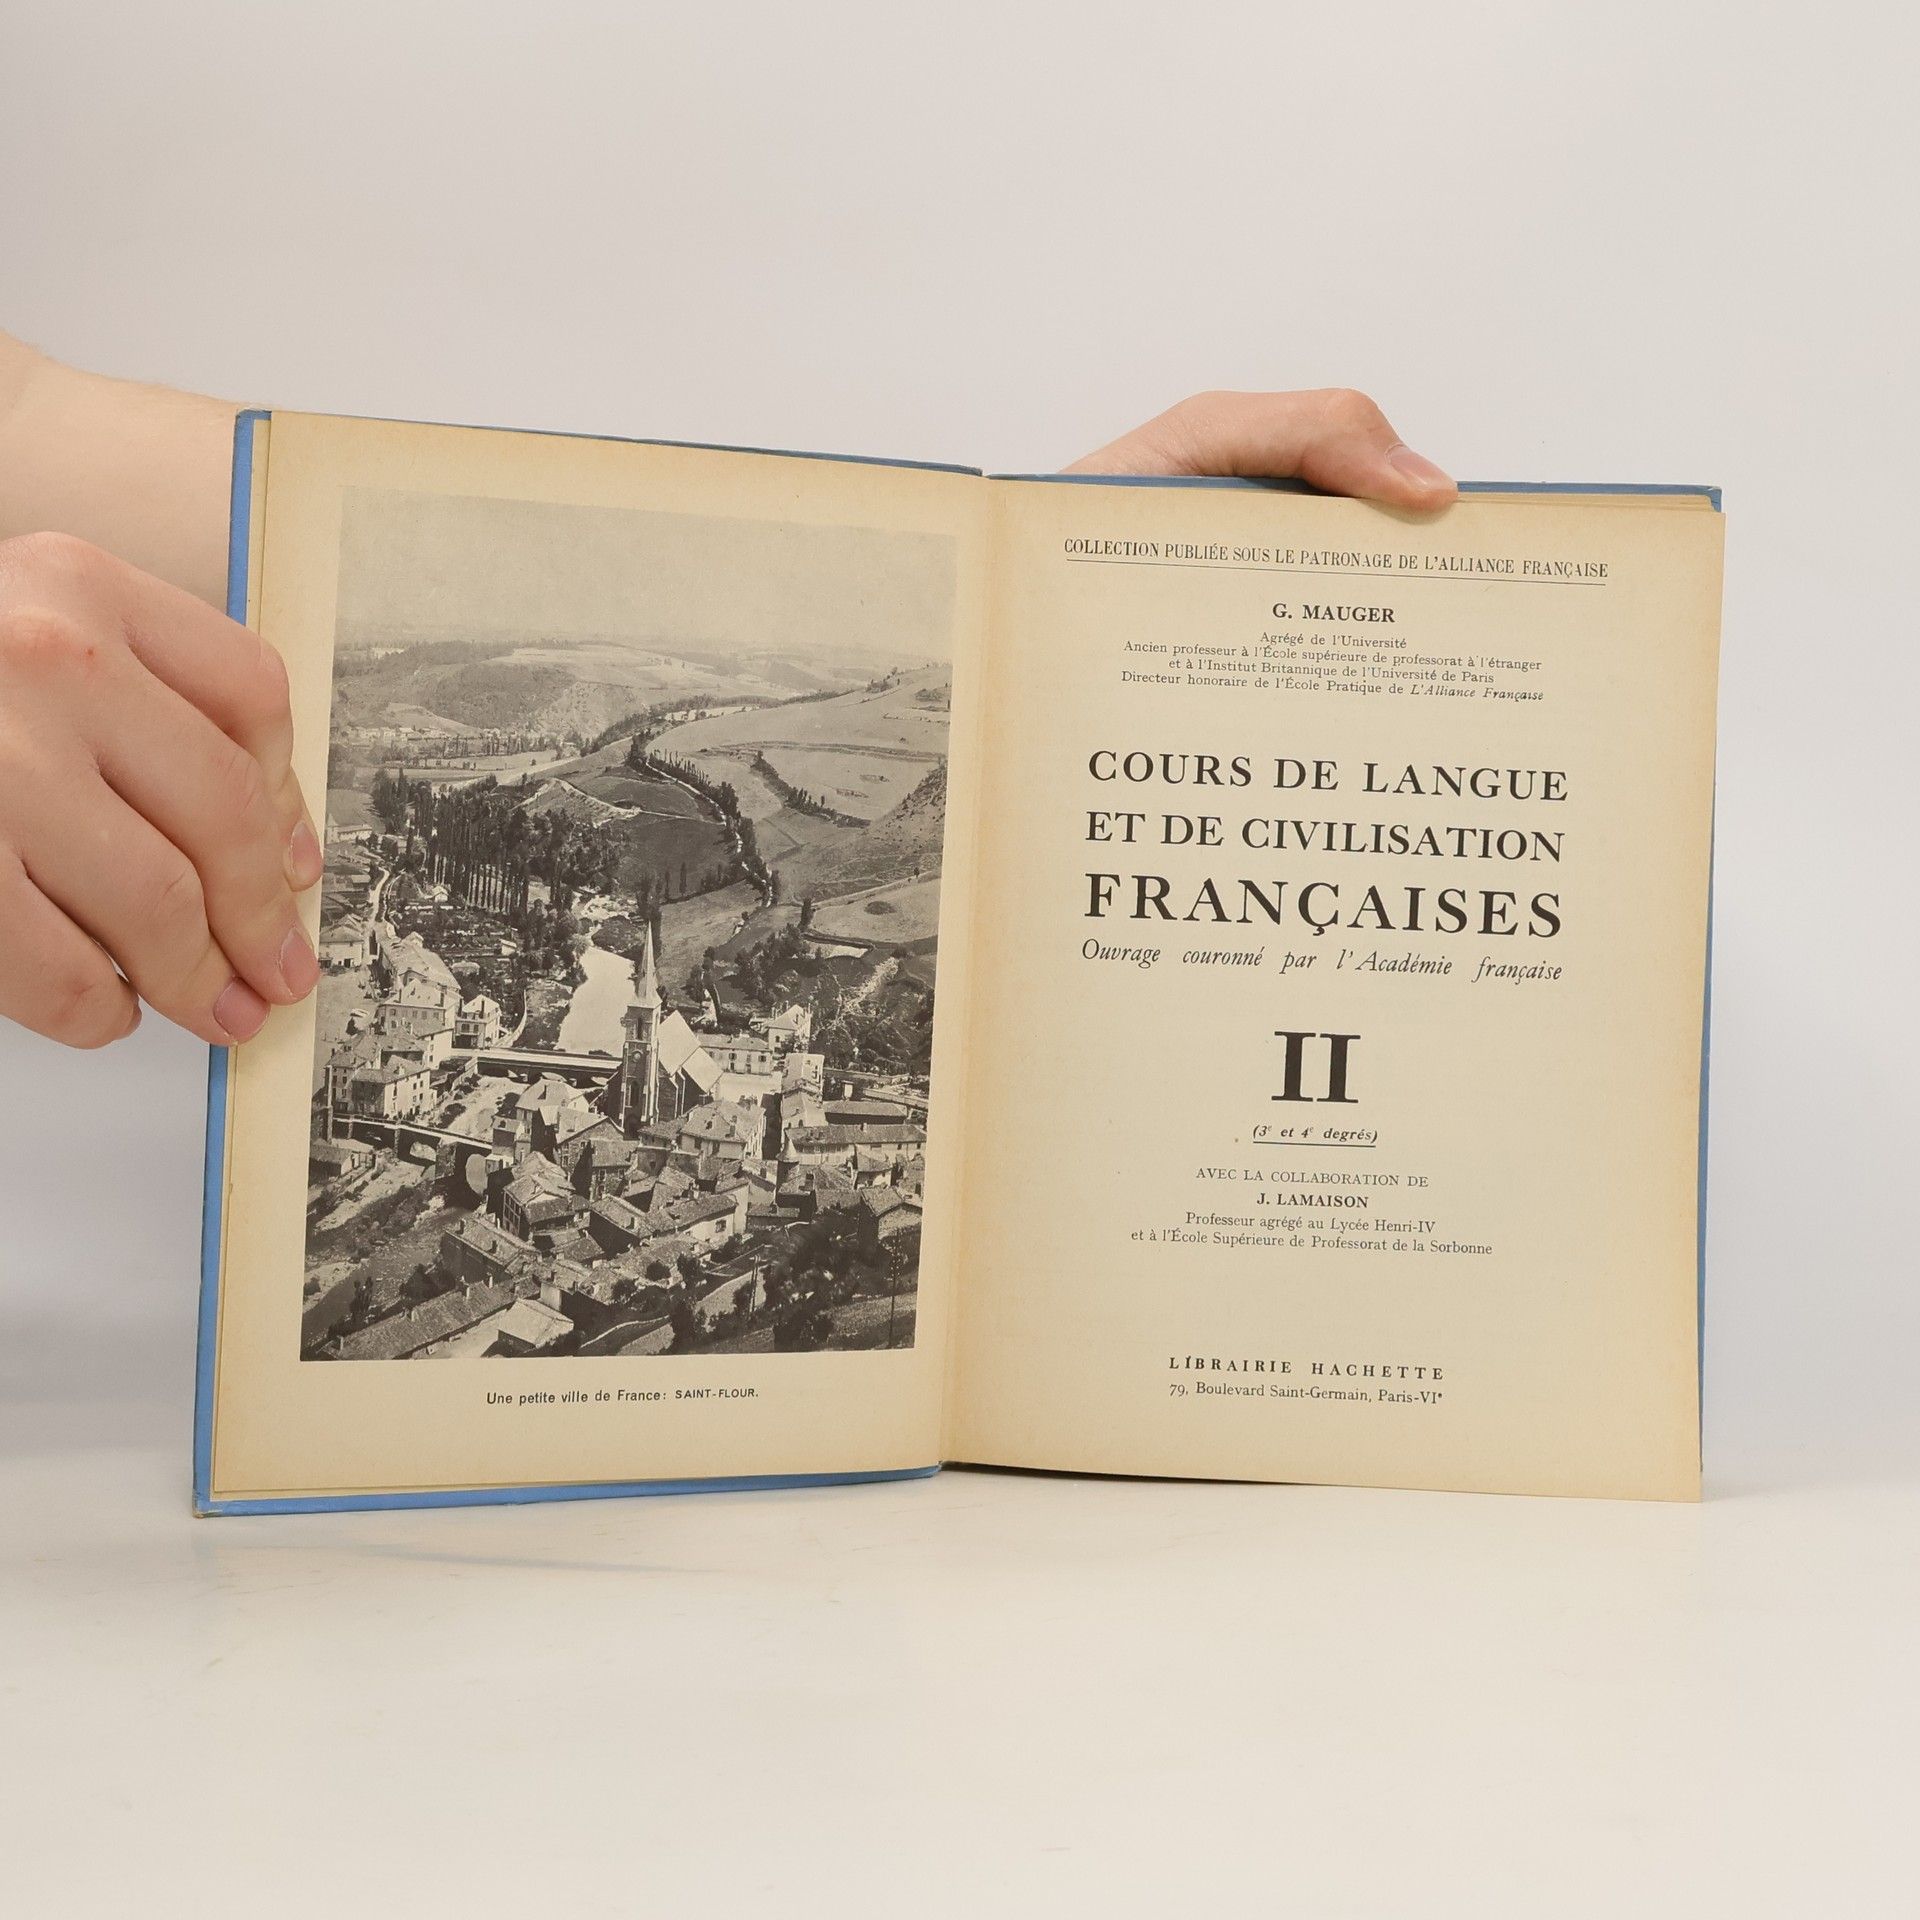 Une petite ville de France: SAINT-FLOUR.
COLLECTION PUBLIÉE SOUS LE PATRONAGE DE L'ALLIANCE FRANÇAISE
G. MAUGER
Agrégé de l'Université
Ancien professeur à l'École supérieure de professorat à l'étranger
et à l'Institut Britannique de l'Université de Paris
Directeur honoraire de l'École Pratique de L'Alliance Française
COURS DE LANGUE
ET DE CIVILISATION
FRANÇAISES
Ouvrage couronné par l'Académie française
II
(3e et 4e degrés)
AVEC LA COLLABORATION DE
J. LAMAISON
Professeur agrégé au Lycée Henri-IV
et à l'École Supérieure de Professorat de la Sorbonne
LIBRAIRIE HACHETTE
79, Boulevard Saint-Germain, Paris-VIe